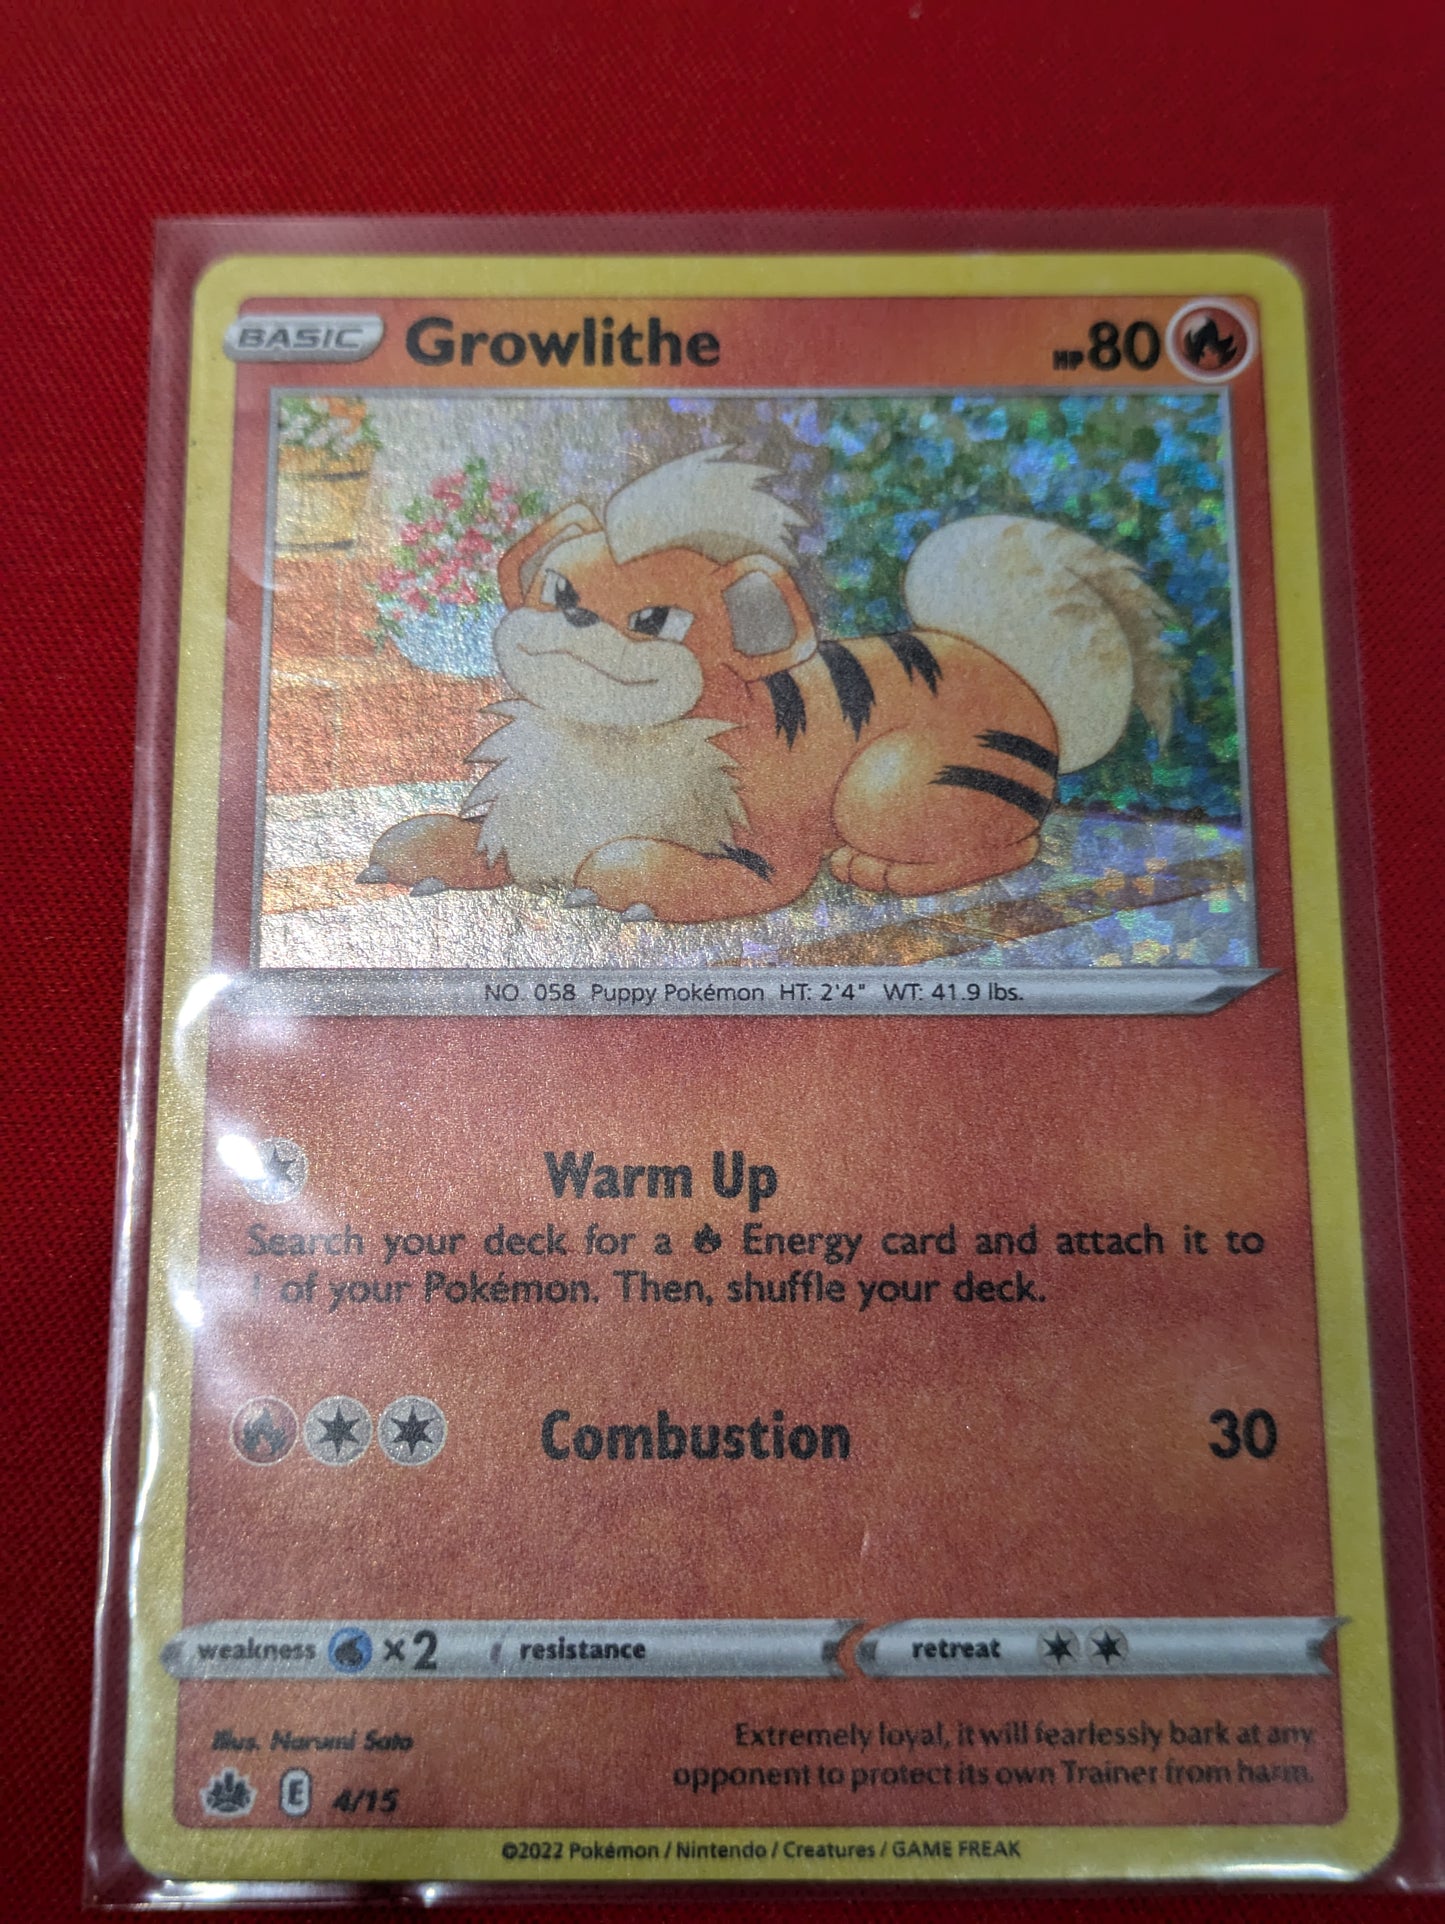 BASIC Growlithe HP 80
NO. 058 Puppy Pokémon HT: 2'4" WT: 41.9 lbs.
Warm Up
Search your deck for a Energy card and attach it to
1 of your Pokémon. Then, shuffle your deck.
Combustion 30
weakness ×2 resistance retreat
Illus. Narumi Sato
Extremely loyal, it will fearlessly bark at any
opponent to protect its own Trainer from harm.
E 4/15
©2022 Pokémon / Nintendo / Creatures / GAME FREAK